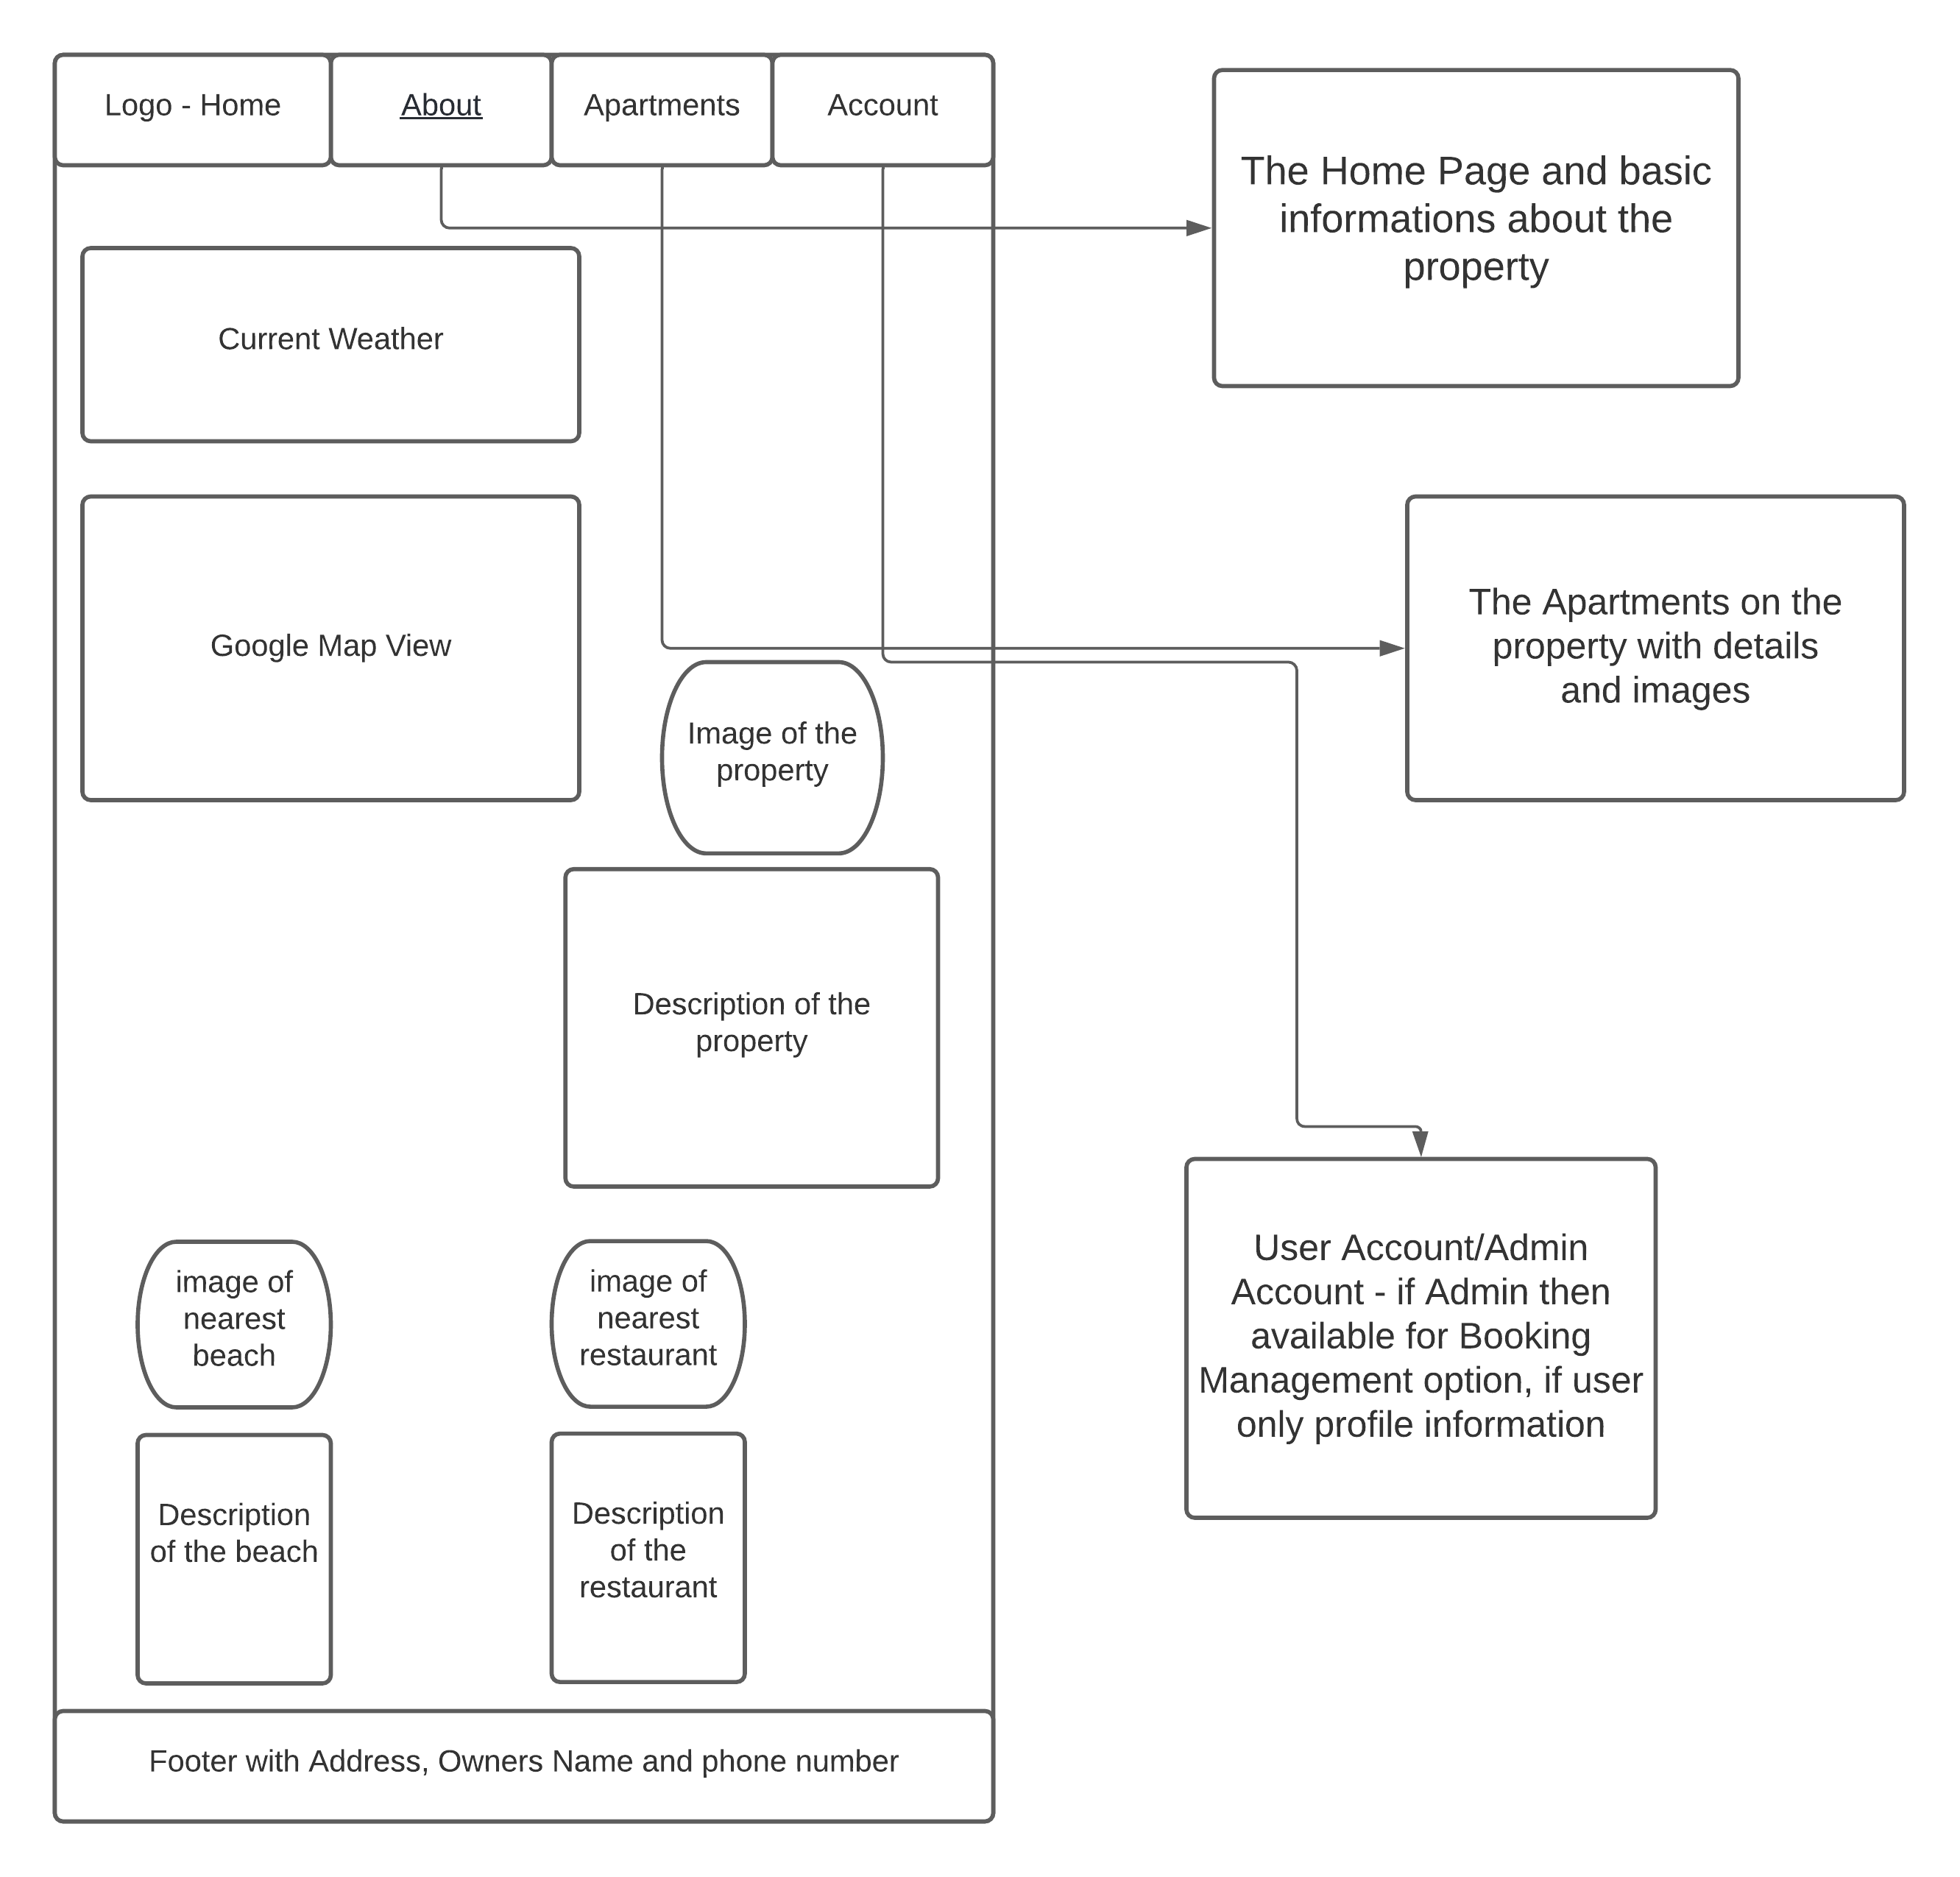 Logo - Home
About
Apartments
Account
The Home Page and basic
informations about the
property
Current Weather
Google Map View
The Apartments on the
property with details
and images
Image of the
property
Description of the
property
User Account/Admin
Account - if Admin then
available for Booking
Management option, if user
only profile information
image of
nearest
beach
image of
nearest
restaurant
Description
of the beach
Description
of the
restaurant
Footer with Address, Owners Name and phone number